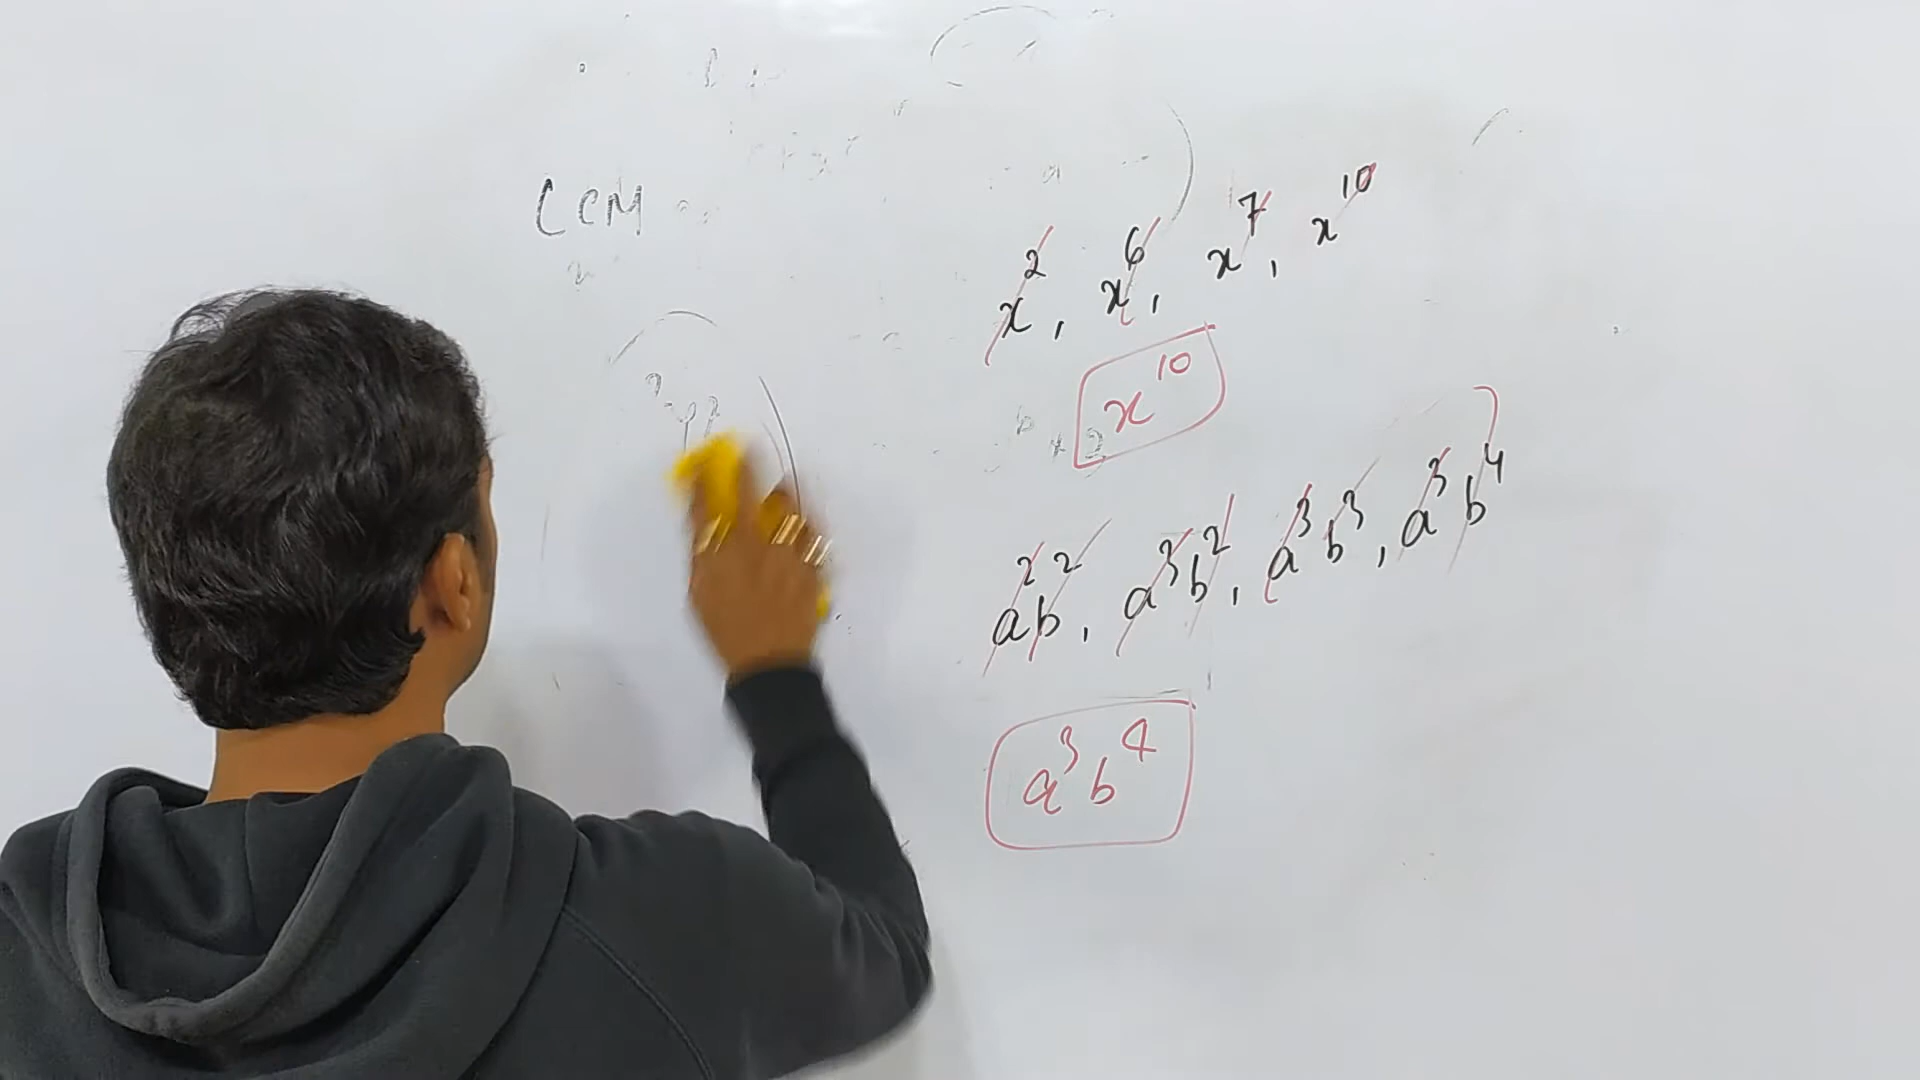 LCM
x², x⁶, x⁷, x¹⁰
x¹⁰
a²b², a³b², a³b³, a³b⁴
a³b⁴